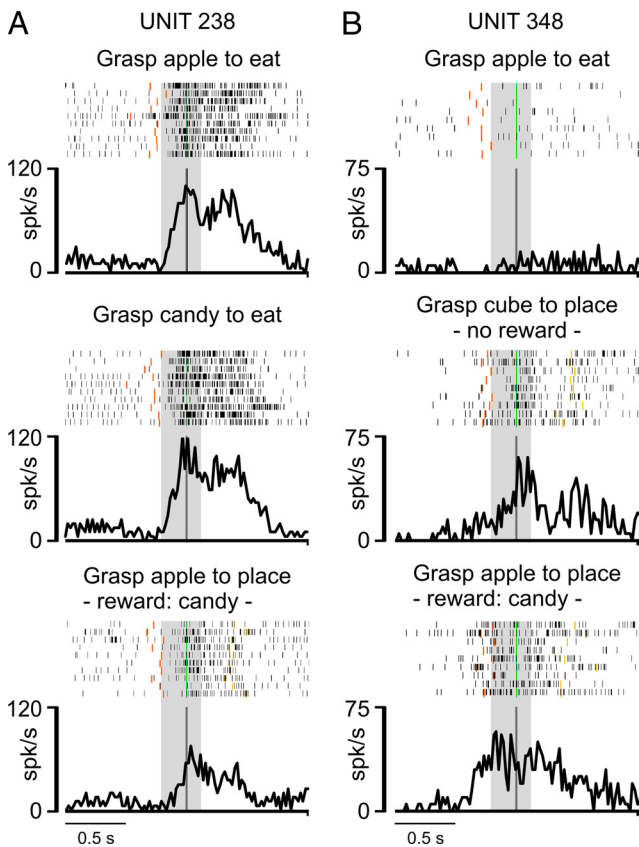 A
UNIT 238
Grasp apple to eat
120
spk/s
0
Grasp candy to eat
120
spk/s
0
Grasp apple to place
- reward: candy -
120
spk/s
0
0.5 s
B
UNIT 348
Grasp apple to eat
75
spk/s
0
Grasp cube to place
- no reward -
75
spk/s
0
Grasp apple to place
- reward: candy -
75
spk/s
0
0.5 s